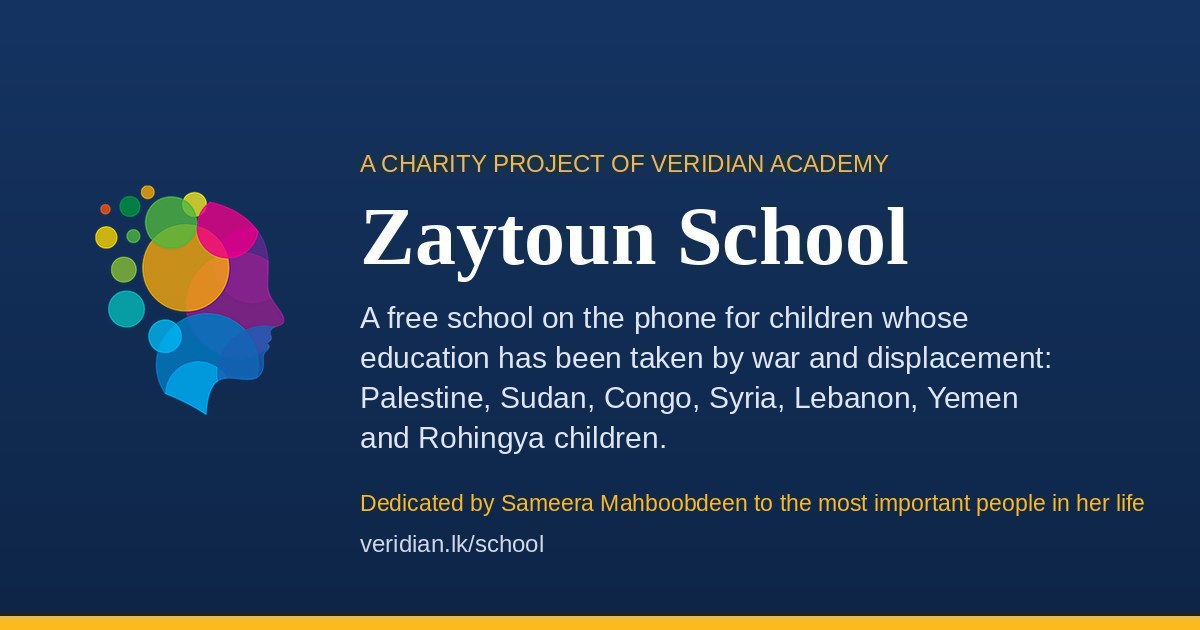 A CHARITY PROJECT OF VERIDIAN ACADEMY
Zaytoun School
A free school on the phone for children whose
education has been taken by war and displacement:
Palestine, Sudan, Congo, Syria, Lebanon, Yemen
and Rohingya children.
Dedicated by Sameera Mahboobdeen to the most important people in her life
veridian.lk/school